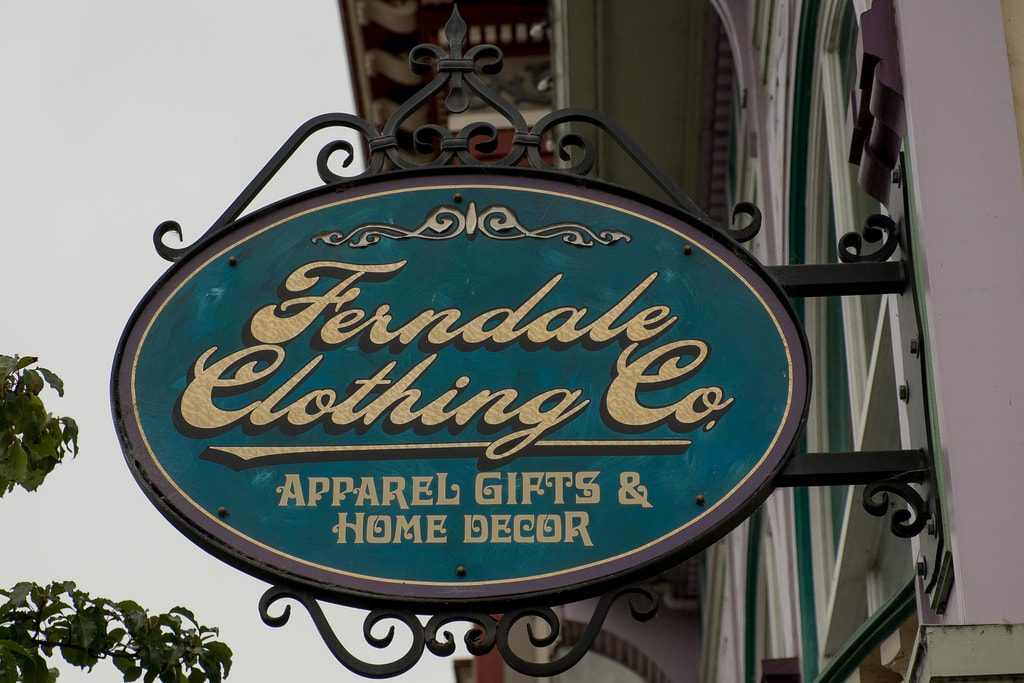 Ferndale
Clothing Co.
APPAREL GIFTS &
HOME DECOR